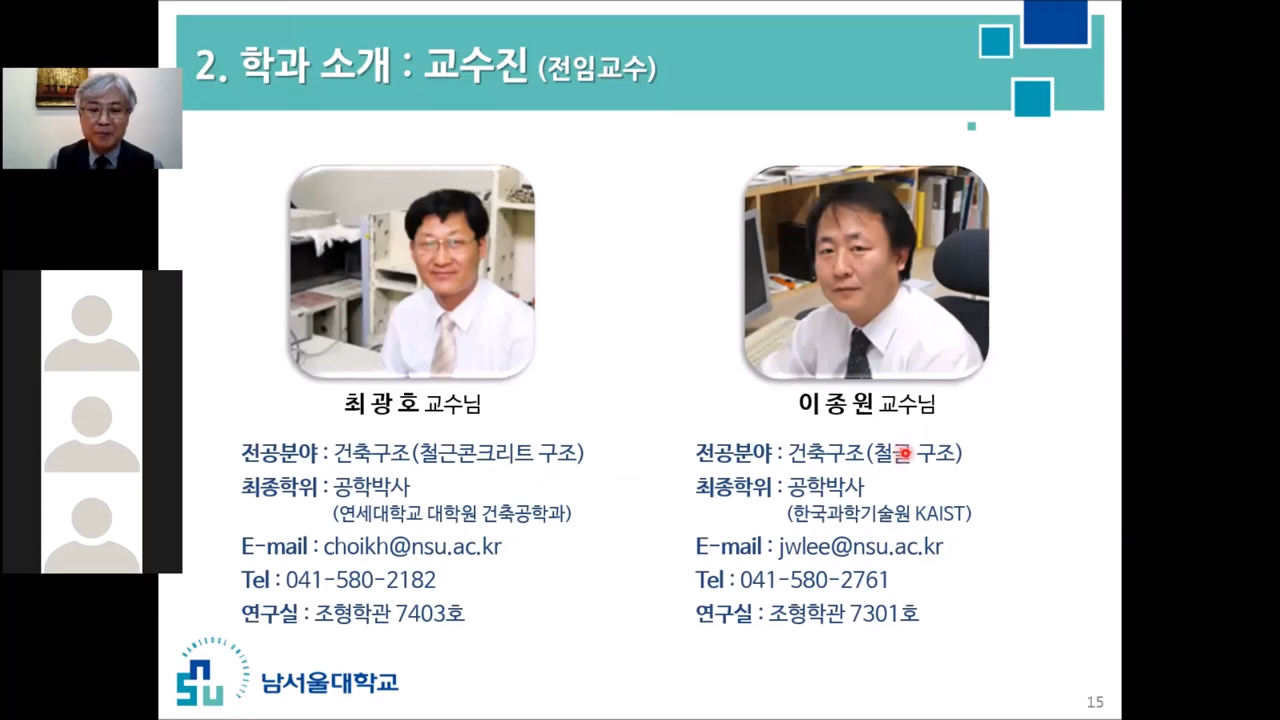 2. 학과 소개 : 교수진 (전임교수)
최 광 호 교수님
전공분야 : 건축구조(철근콘크리트 구조)
최종학위 : 공학박사
(연세대학교 대학원 건축공학과)
E-mail : choikh@nsu.ac.kr
Tel : 041-580-2182
연구실 : 조형학관 7403호
이 종 원 교수님
전공분야 : 건축구조(철골 구조)
최종학위 : 공학박사
(한국과학기술원 KAIST)
E-mail : jwlee@nsu.ac.kr
Tel : 041-580-2761
연구실 : 조형학관 7301호
NAMSEOUL UNIVERSITY
nsu
남서울대학교
15